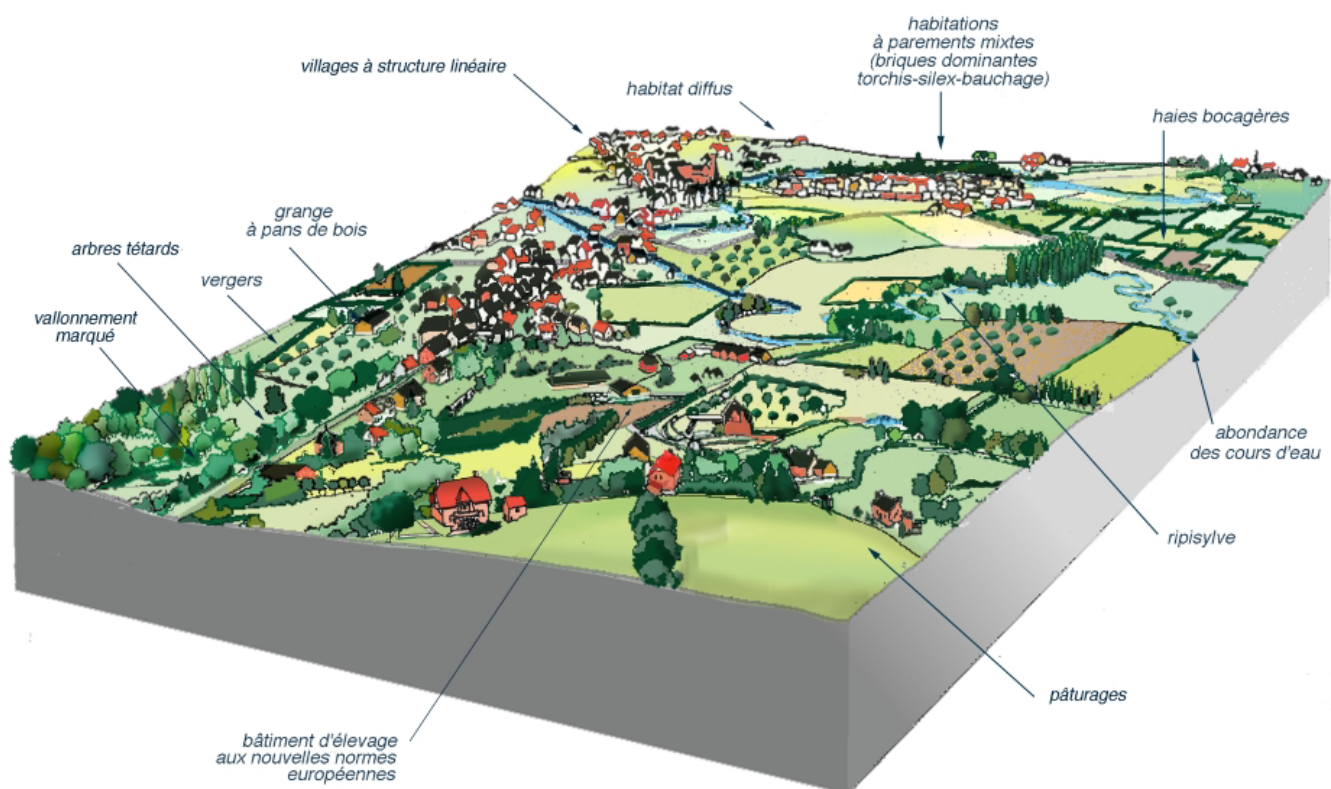 habitations
à parements mixtes
(briques dominantes
torchis-silex-bauchage)
villages à structure linéaire
habitat diffus
haies bocagères
grange
à pans de bois
arbres tétards
vergers
vallonnement
marqué
abondance
des cours d'eau
ripisylve
pâturages
bâtiment d'élevage
aux nouvelles normes
européennes